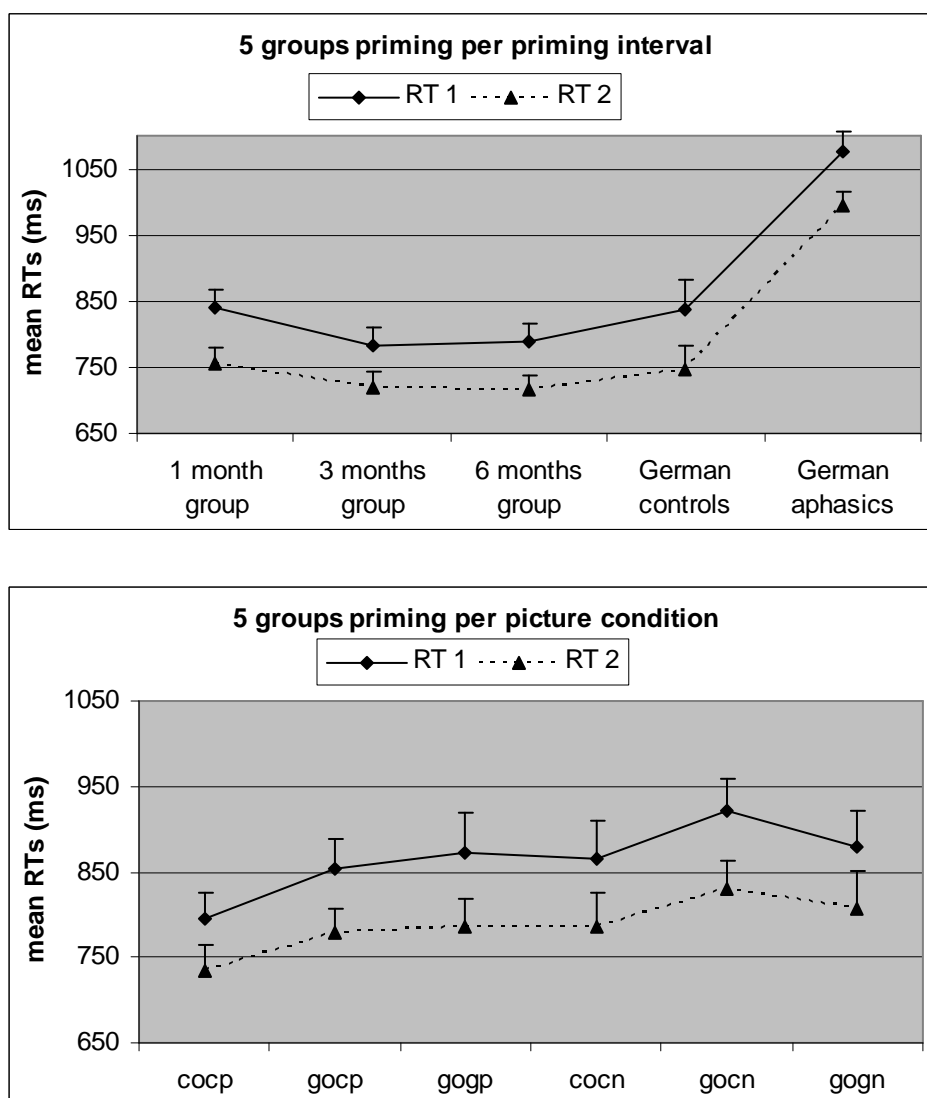 5 groups priming per priming interval
RT 1 RT 2
1050
950
850
750
650
mean RTs (ms)
1 month group
3 months group
6 months group
German controls
German aphasics
5 groups priming per picture condition
RT 1 RT 2
1050
950
850
750
650
mean RTs (ms)
cocp gocp gogp cocn gocn gogn